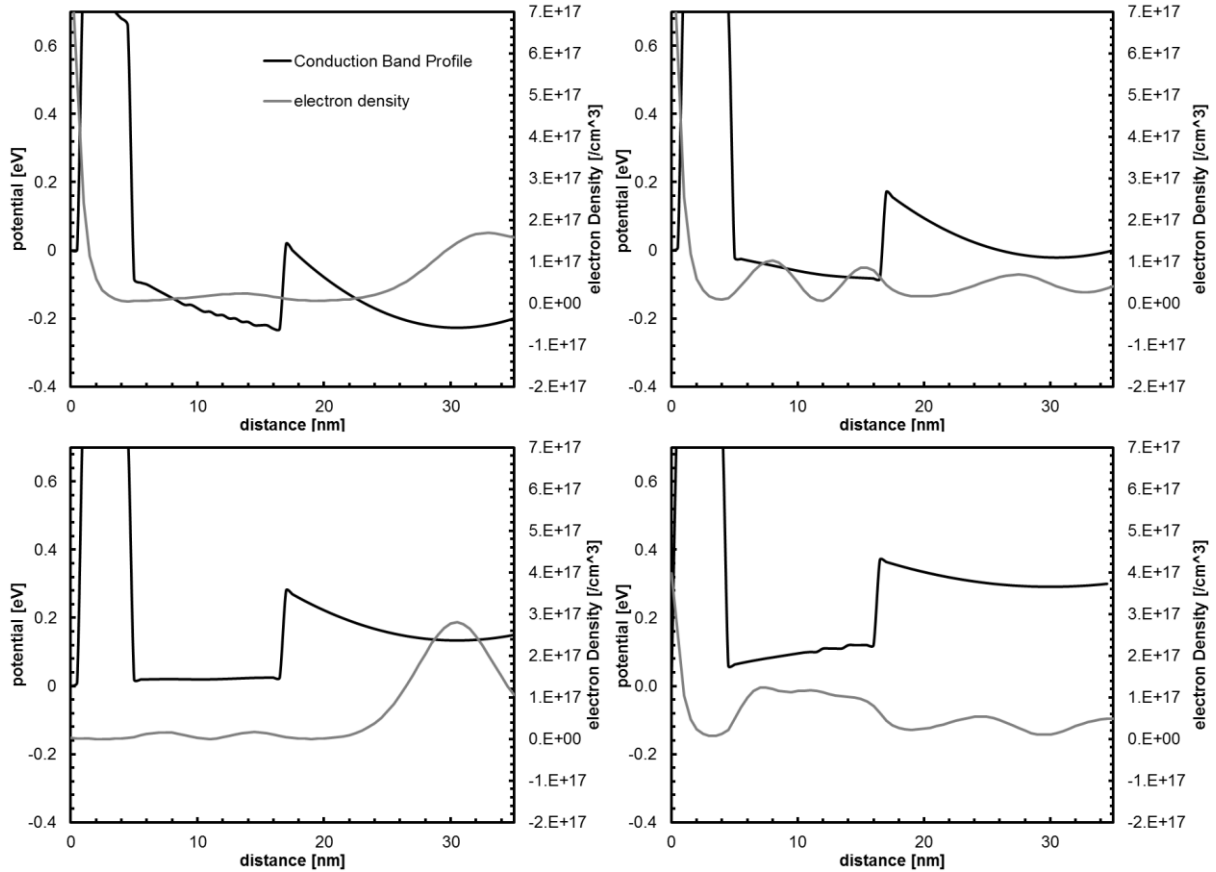 0.6
0.4
0.2
0
-0.2
-0.4
potential [eV]
Conduction Band Profile
electron density
7.E+17
6.E+17
5.E+17
4.E+17
3.E+17
2.E+17
1.E+17
0.E+00
-1.E+17
-2.E+17
electron Density [/cm^3]
0 10 20 30
distance [nm]
0.6
0.4
0.2
0
-0.2
-0.4
potential [eV]
7.E+17
6.E+17
5.E+17
4.E+17
3.E+17
2.E+17
1.E+17
0.E+00
-1.E+17
-2.E+17
electron Density [/cm^3]
0 10 20 30
distance [nm]
0.6
0.4
0.2
0
-0.2
-0.4
potential [eV]
7.E+17
6.E+17
5.E+17
4.E+17
3.E+17
2.E+17
1.E+17
0.E+00
-1.E+17
-2.E+17
electron Density [/cm^3]
0 10 20 30
distance [nm]
0.6
0.4
0.2
0.0
-0.2
-0.4
potential [eV]
7.E+17
6.E+17
5.E+17
4.E+17
3.E+17
2.E+17
1.E+17
0.E+00
-1.E+17
-2.E+17
electron Density [/cm^3]
0 10 20 30
distance [nm]